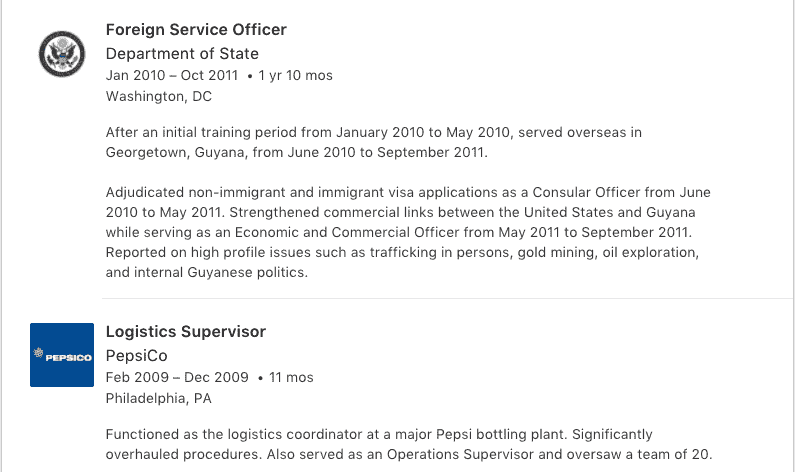 Foreign Service Officer
Department of State
Jan 2010 – Oct 2011 • 1 yr 10 mos
Washington, DC
After an initial training period from January 2010 to May 2010, served overseas in
Georgetown, Guyana, from June 2010 to September 2011.
Adjudicated non-immigrant and immigrant visa applications as a Consular Officer from June
2010 to May 2011. Strengthened commercial links between the United States and Guyana
while serving as an Economic and Commercial Officer from May 2011 to September 2011.
Reported on high profile issues such as trafficking in persons, gold mining, oil exploration,
and internal Guyanese politics.
Logistics Supervisor
PEPSICO
PepsiCo
Feb 2009 – Dec 2009 • 11 mos
Philadelphia, PA
Functioned as the logistics coordinator at a major Pepsi bottling plant. Significantly
overhauled procedures. Also served as an Operations Supervisor and oversaw a team of 20.